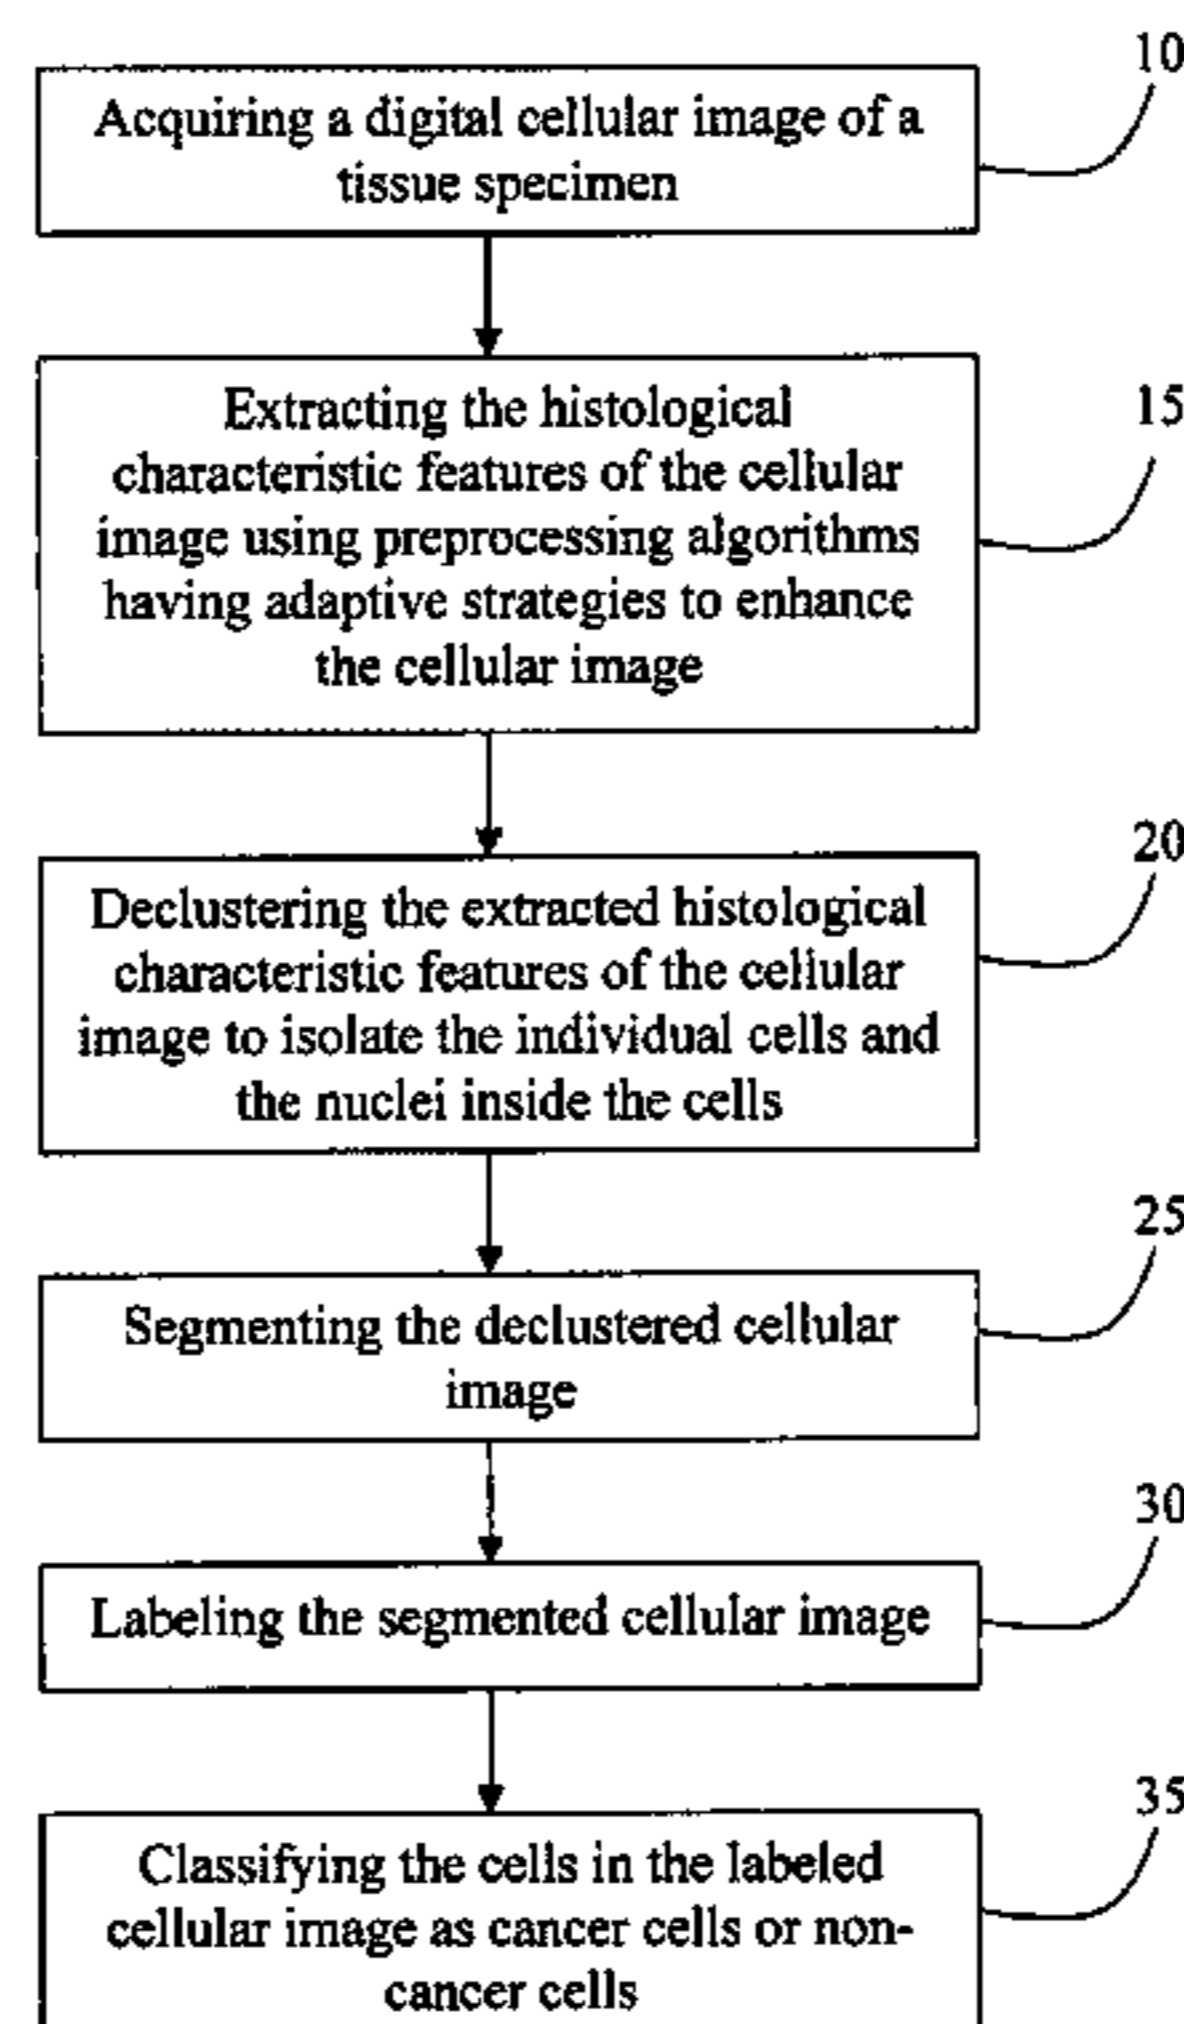 10
Acquiring a digital cellular image of a
tissue specimen
15
Extracting the histological
characteristic features of the cellular
image using preprocessing algorithms
having adaptive strategies to enhance
the cellular image
20
Declustering the extracted histological
characteristic features of the cellular
image to isolate the individual cells and
the nuclei inside the cells
25
Segmenting the declustered cellular
image
30
Labeling the segmented cellular image
35
Classifying the cells in the labeled
cellular image as cancer cells or non-
cancer cells